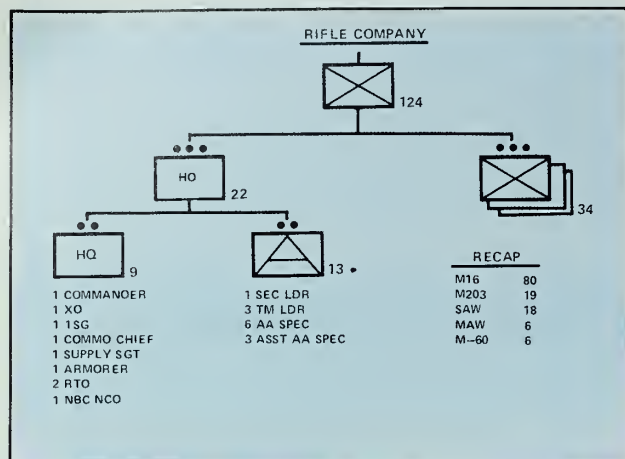 RIFLE COMPANY
124
HO
22
34
HQ
9
13
1 COMMANOER
1 XO
1 1SG
1 COMMO CHIEF
1 SUPPLY SGT
1 ARMORER
2 RTO
1 NBC NCO
1 SEC LDR
3 TM LDR
6 AA SPEC
3 ASST AA SPEC
RECAP
M16 80
M203 19
SAW 18
MAW 6
M--60 6